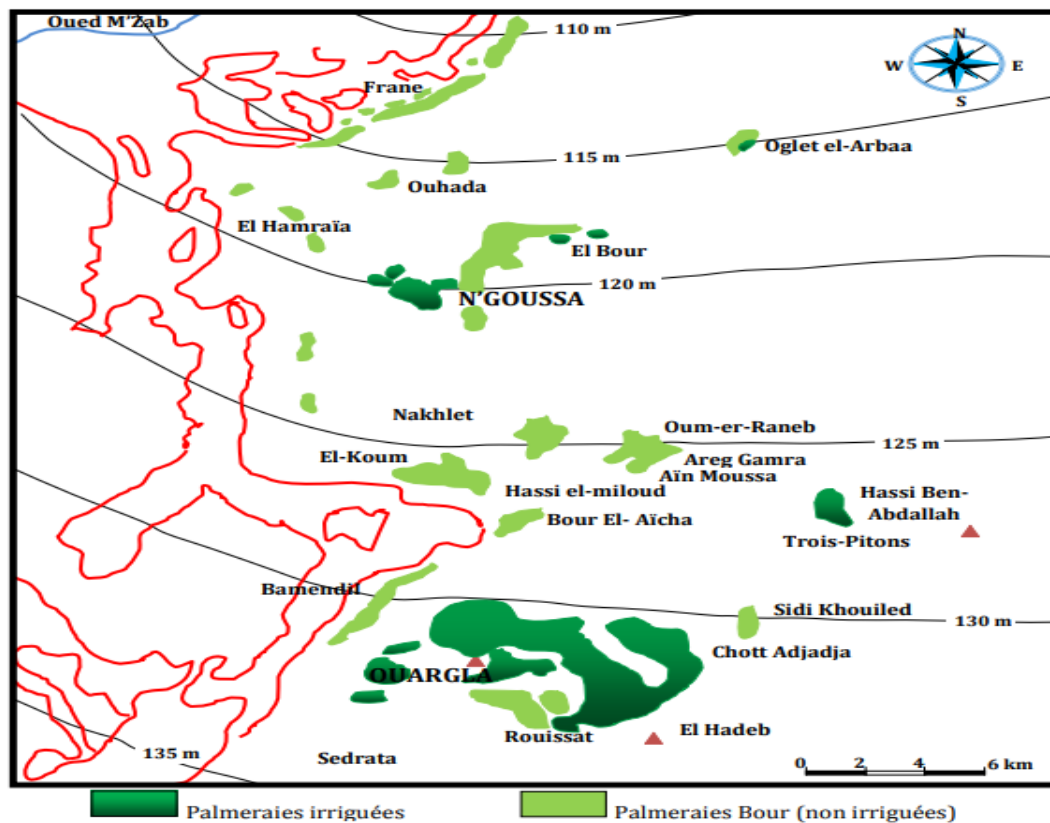 Oued M'Zab
110 m
N
W E
S
Frane
115 m
Oglet el-Arbaa
Ouhada
El Hamraïa
El Bour
120 m
N'GOUSSA
Nakhlet
Oum-er-Raneb
125 m
El-Koum
Areg Gamra
Aïn Moussa
Hassi el-miloud
Hassi Ben-
Abdallah
Bour El- Aïcha
Trois-Pitons
Bamendil
Sidi Khouiled
130 m
Chott Adjadja
OUARGLA
El Hadeb
Rouissat
135 m
Sedrata
0 2 4 6 km
Palmeraies irriguées
Palmeraies Bour (non irriguées)